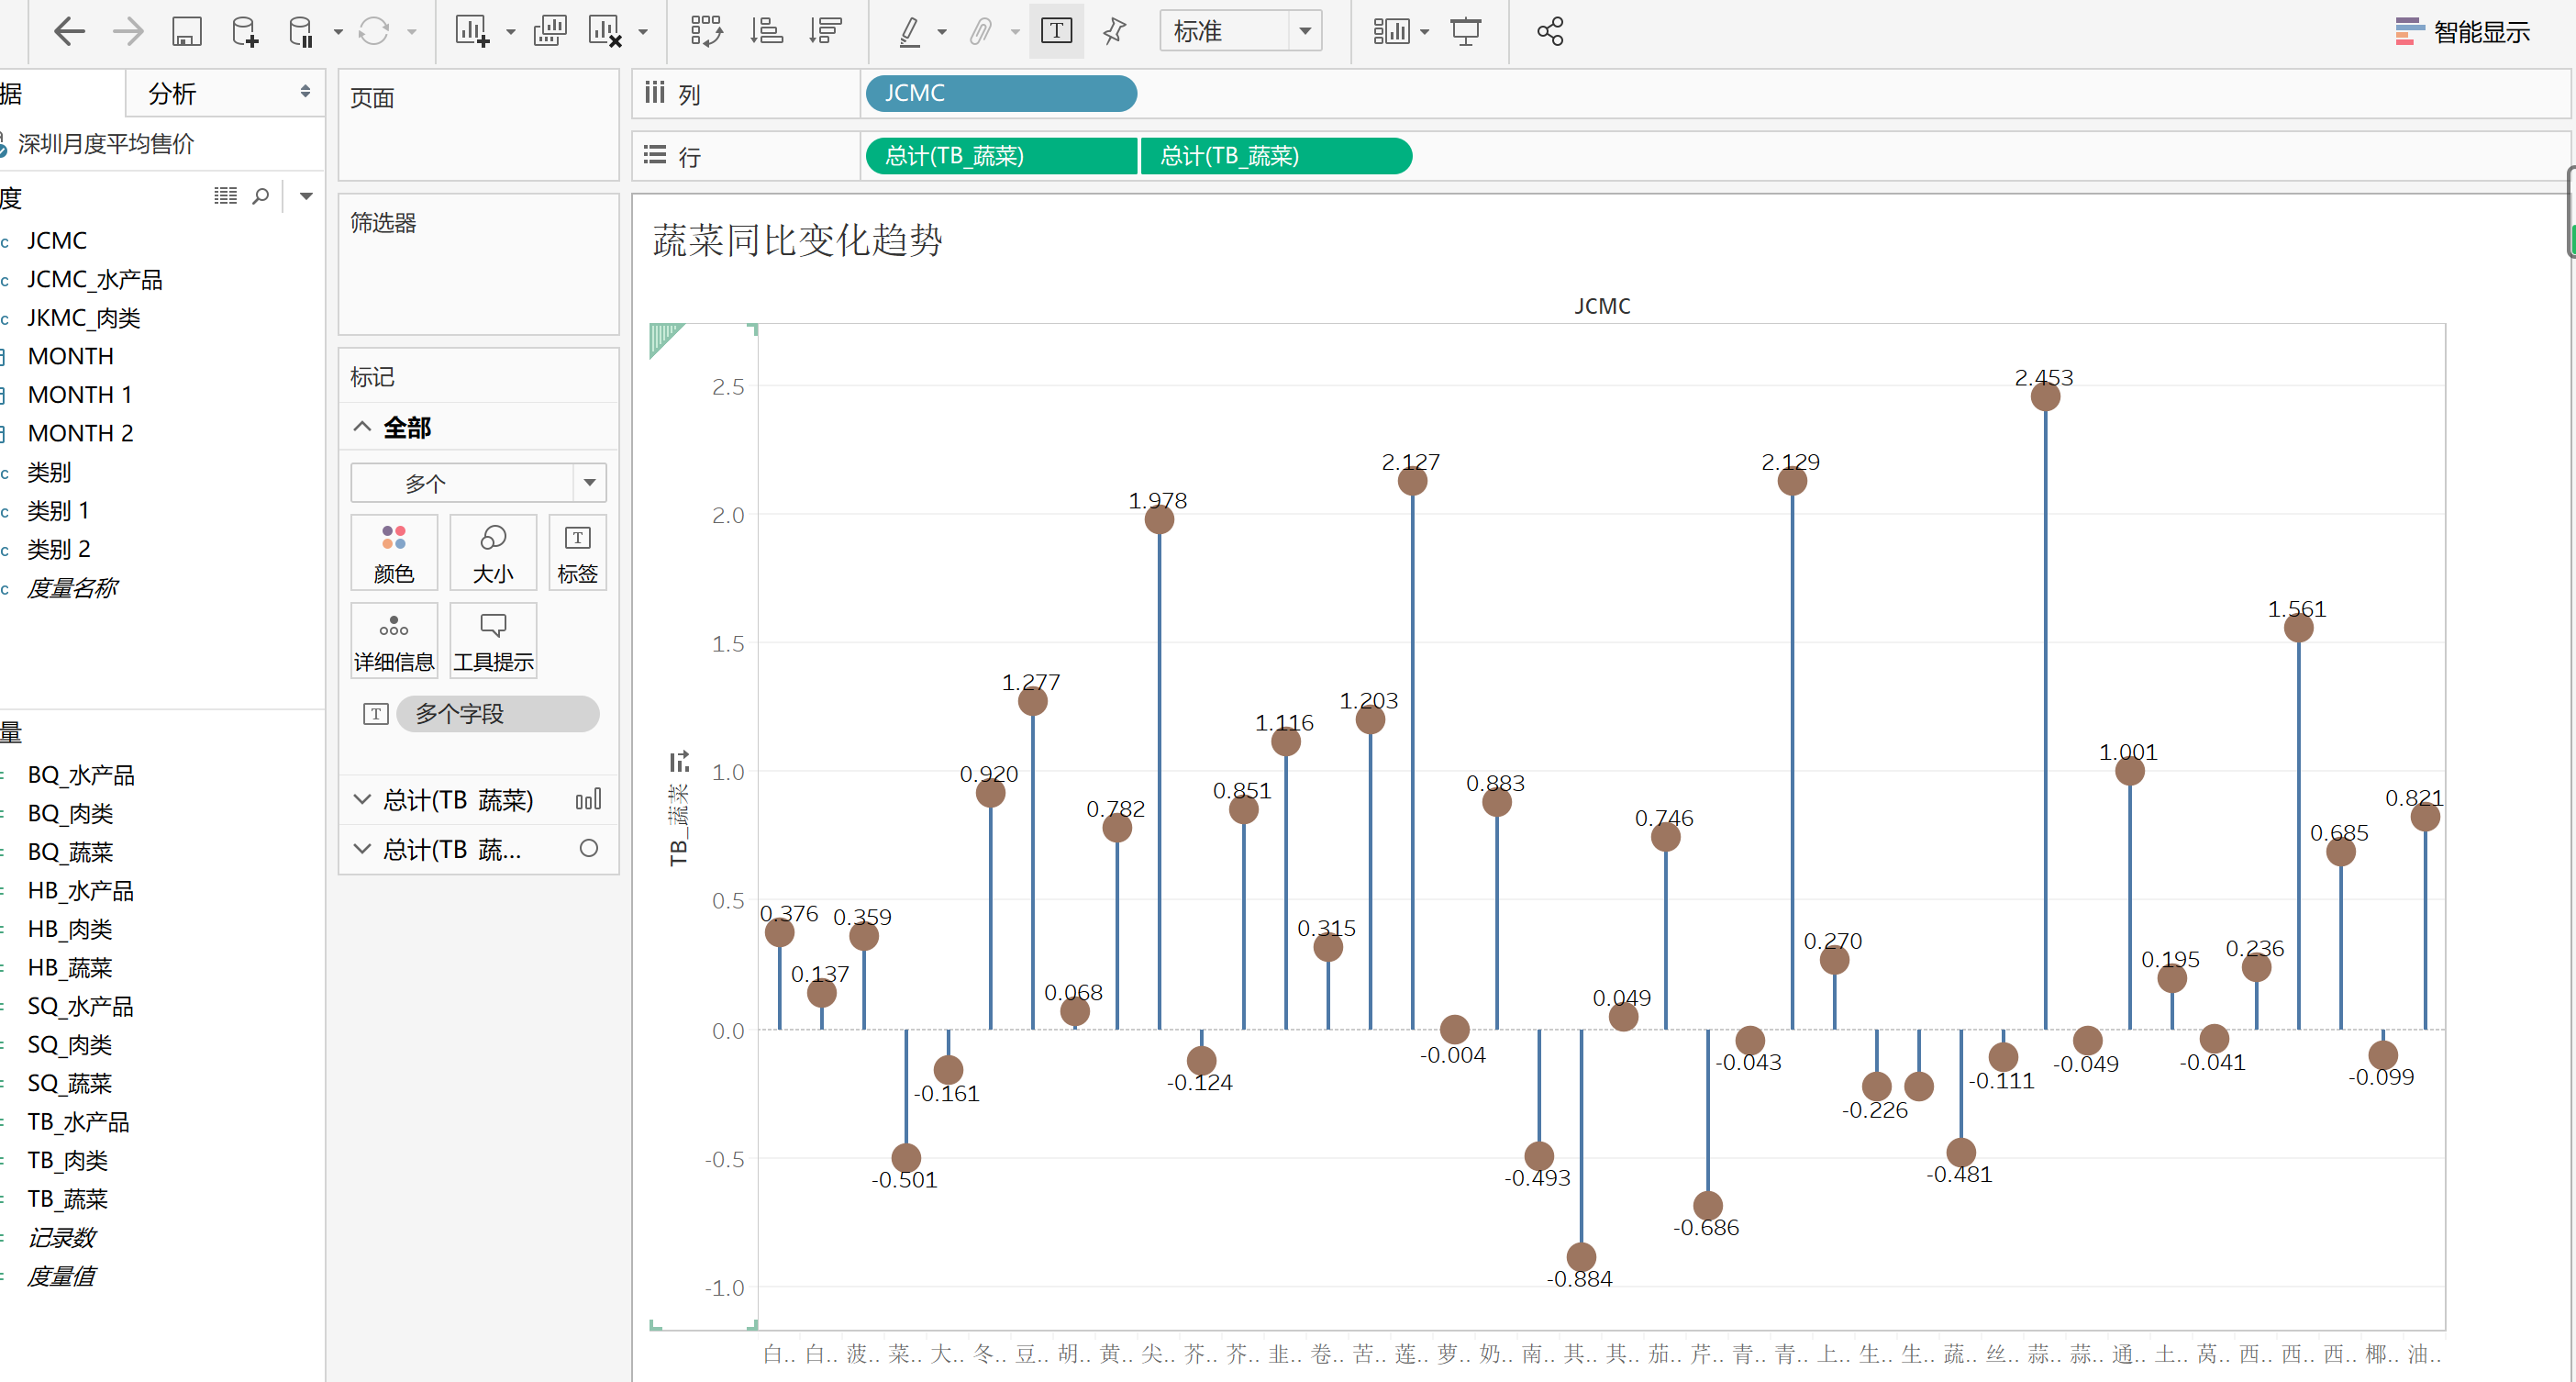 标准
智能显示
据
分析
深圳月度平均售价
度
JCMC
JCMC_水产品
JKMC_肉类
MONTH
MONTH 1
MONTH 2
类别
类别 1
类别 2
度量名称
量
BQ_水产品
BQ_肉类
BQ_蔬菜
HB_水产品
HB_肉类
HB_蔬菜
SQ_水产品
SQ_肉类
SQ_蔬菜
TB_水产品
TB_肉类
TB_蔬菜
记录数
度量值
页面
筛选器
标记
全部
多个
颜色
大小
标签
详细信息
工具提示
多个字段
总计(TB 蔬菜)
总计(TB 蔬...
列
JCMC
行
总计(TB_蔬菜)
总计(TB_蔬菜)
蔬菜同比变化趋势
JCMC
TB_蔬菜
2.5
2.0
1.5
1.0
0.5
0.0
-0.5
-1.0
0.376
0.137
0.359
-0.501
-0.161
0.920
1.277
0.068
0.782
1.978
-0.124
0.851
1.116
0.315
1.203
2.127
-0.004
0.883
-0.493
-0.884
0.049
0.746
-0.686
-0.043
2.129
0.270
-0.226
-0.481
-0.111
2.453
-0.049
1.001
0.195
-0.041
0.236
1.561
0.685
-0.099
0.821
白.. 白.. 菠.. 菜.. 大.. 冬.. 豆.. 胡.. 黄.. 尖.. 芥.. 芥.. 韭.. 卷.. 苦.. 莲.. 萝.. 奶.. 南.. 其.. 其.. 茄.. 芹.. 青.. 青.. 上.. 生.. 生.. 蔬.. 丝.. 蒜.. 蒜.. 通.. 土.. 莴.. 西.. 西.. 西.. 椰.. 油..